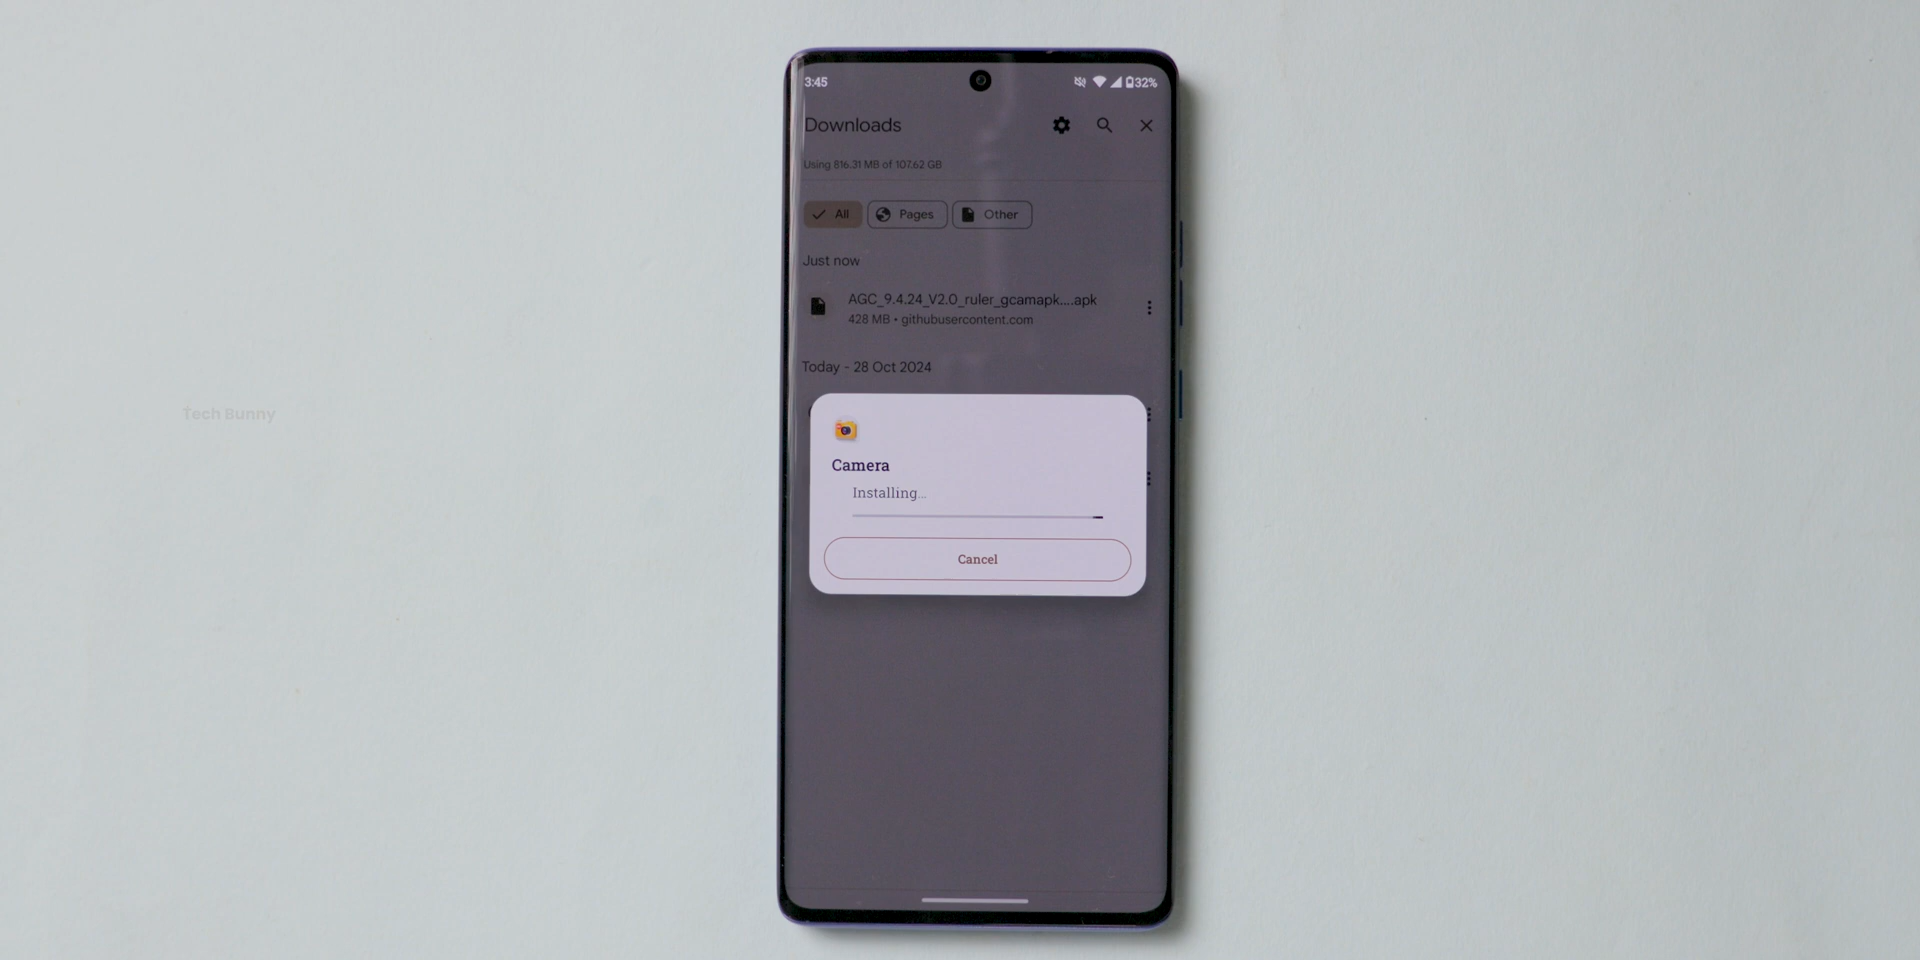 3:45
32%
Downloads
Using 816.31 MB of 107.62 GB
All
Pages
Other
Just now
AGC_9.4.24_V2.0_ruler_gcamapk....apk
428 MB • githubusercontent.com
Today - 28 Oct 2024
Tech Bunny
Camera
Installing...
Cancel